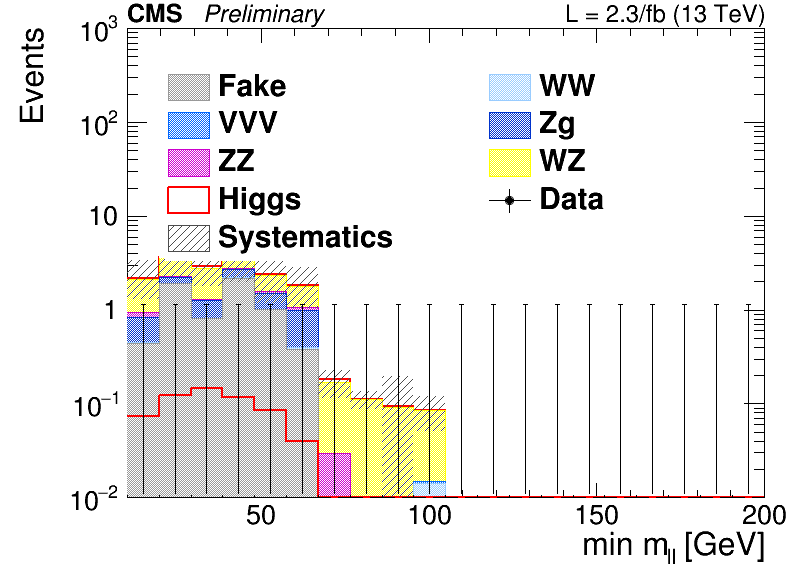 CMS Preliminary L = 2.3/fb (13 TeV)
Events
10³
10²
10
1
10⁻¹
10⁻²
Fake WW
VVV Zg
ZZ WZ
Higgs Data
Systematics
50 100 150 200
min m_ll [GeV]